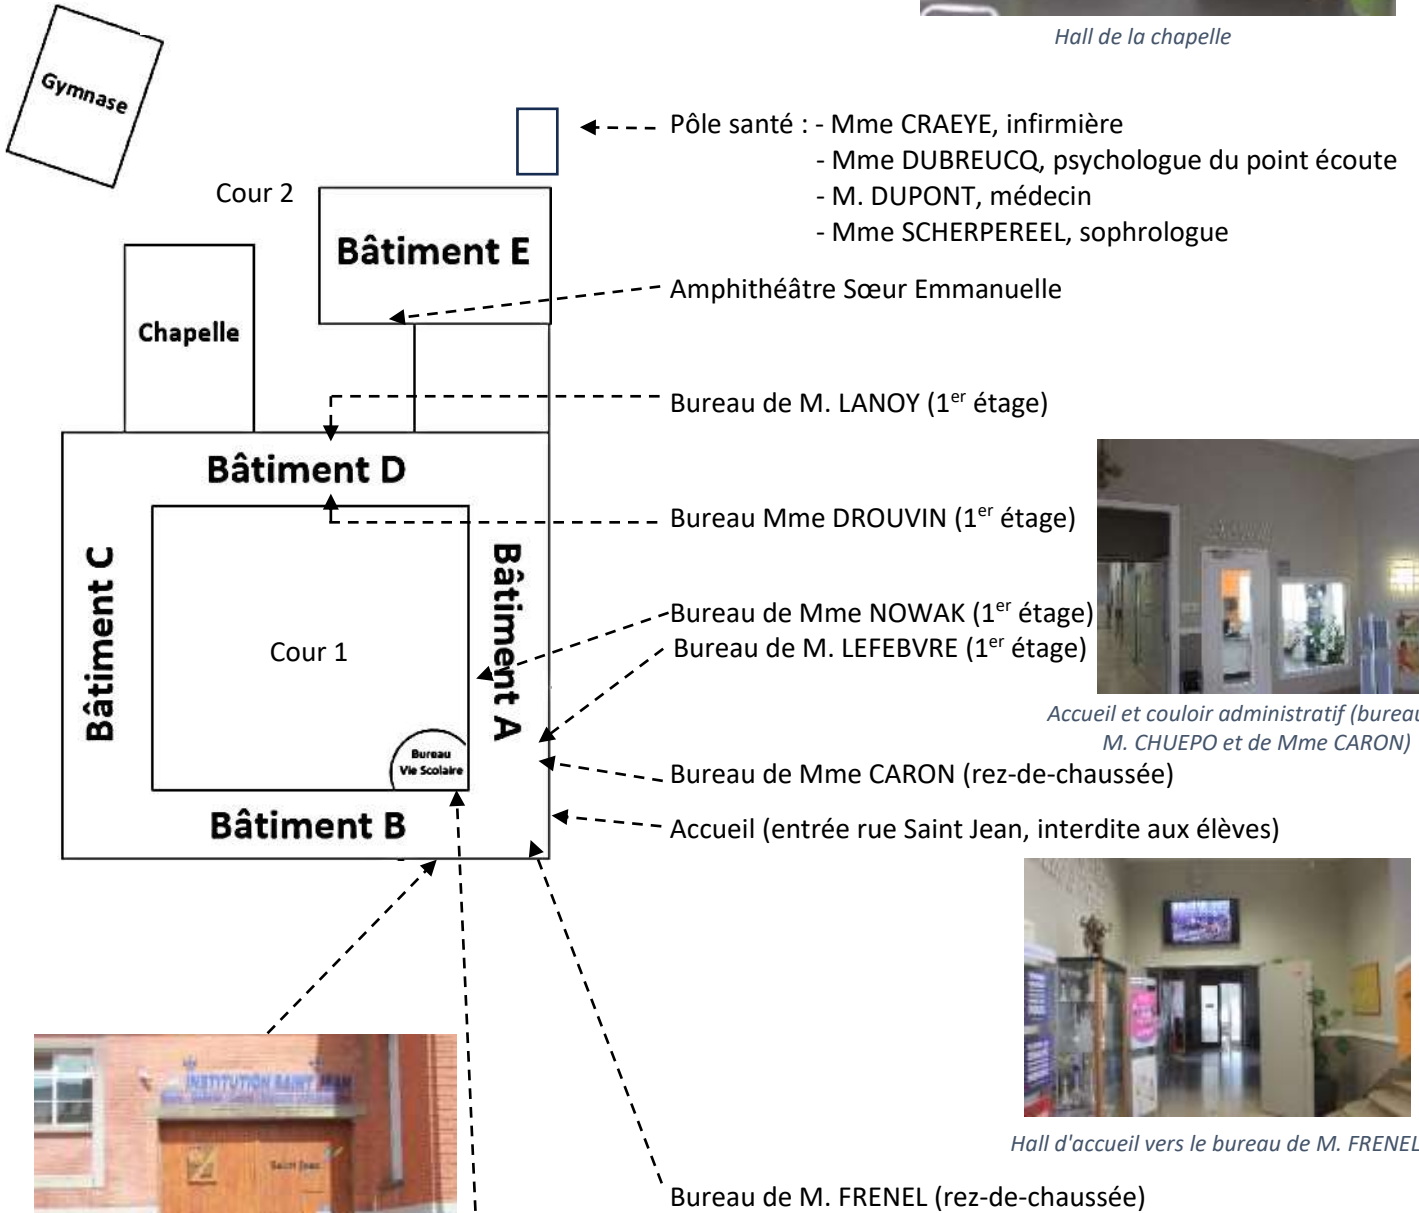 Hall de la chapelle
Gymnase
Pôle santé : - Mme CRAEYE, infirmière
- Mme DUBREUCQ, psychologue du point écoute
- M. DUPONT, médecin
- Mme SCHERPEREEL, sophrologue
Cour 2
Bâtiment E
Amphithéâtre Sœur Emmanuelle
Chapelle
Bureau de M. LANOY (1er étage)
Bâtiment D
Bureau Mme DROUVIN (1er étage)
Bâtiment C
Bâtiment A
Bureau de Mme NOWAK (1er étage)
Cour 1
Bureau de M. LEFEBVRE (1er étage)
Accueil et couloir administratif (bureau
M. CHUEPO et de Mme CARON)
Bureau
Vie Scolaire
Bureau de Mme CARON (rez-de-chaussée)
Bâtiment B
Accueil (entrée rue Saint Jean, interdite aux élèves)
INSTITUTION SAINT JEAN
Saint Jean
Hall d'accueil vers le bureau de M. FRENEL
Bureau de M. FRENEL (rez-de-chaussée)